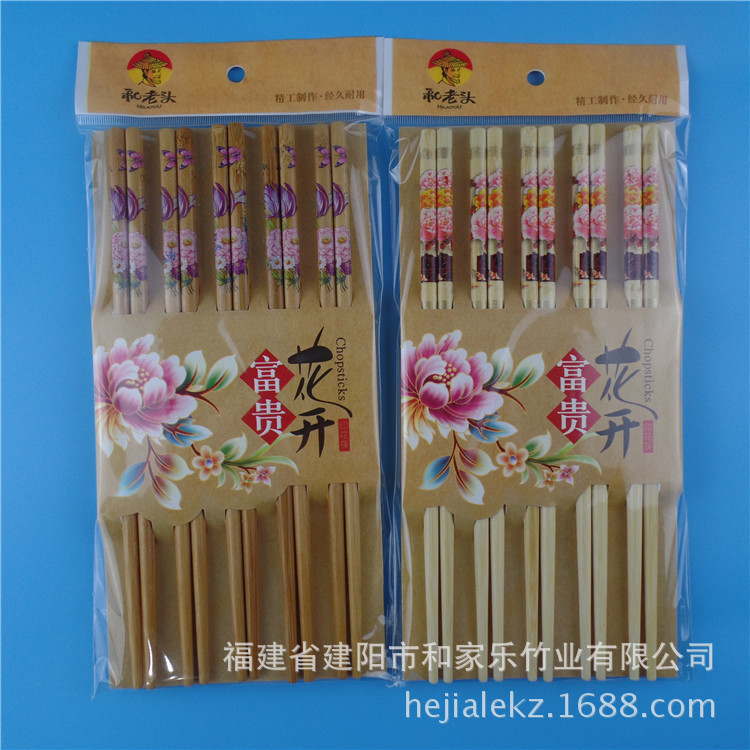 和老头
HELAOTOU
精工制作·经久耐用
花开
富贵
Chopsticks
和老头
HELAOTOU
精工制作·经久耐用
花开
富贵
Chopsticks
福建省建阳市和家乐竹业有限公司
hejialekz.1688.com